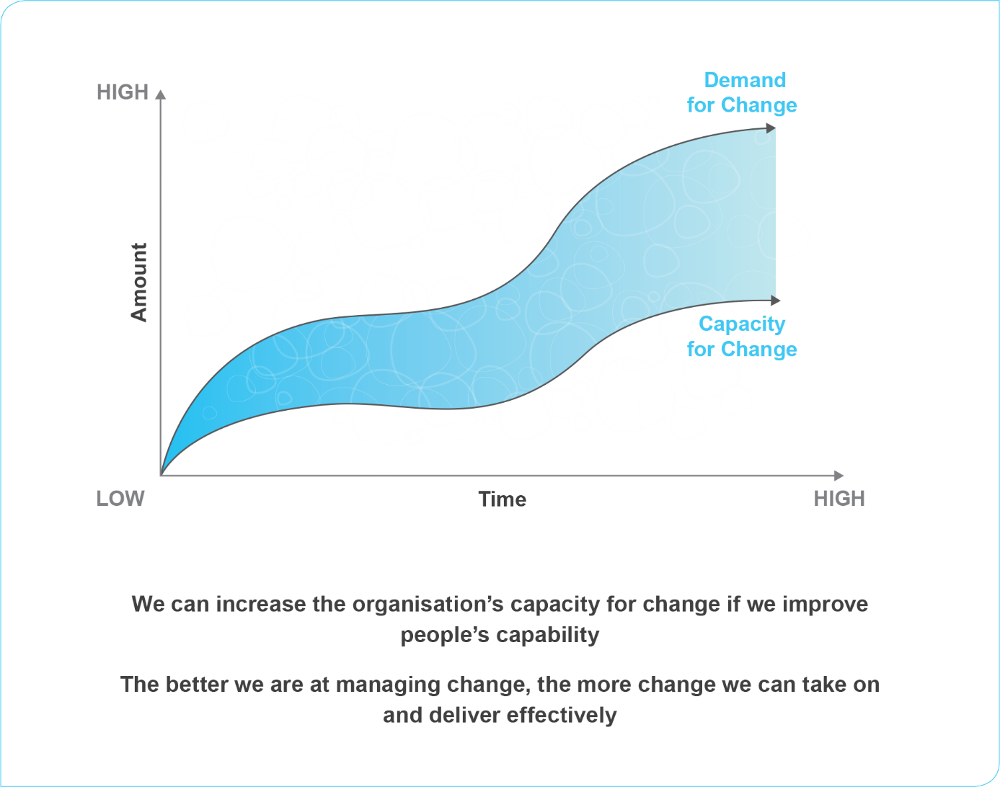 Demand
for Change
HIGH
Amount
Capacity
for Change
LOW
Time
HIGH
We can increase the organisation’s capacity for change if we improve
people’s capability
The better we are at managing change, the more change we can take on
and deliver effectively